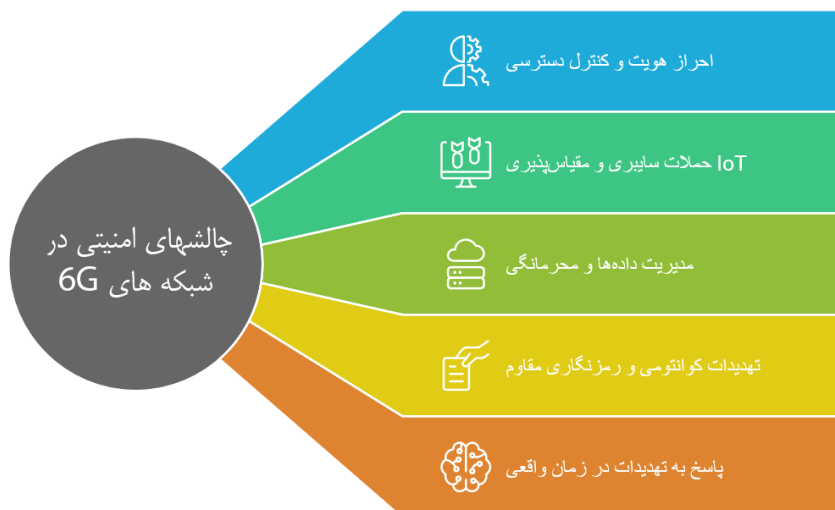 چالشهای امنیتی در
شبکه های 6G
احراز هویت و کنترل دسترسی
IoT حملات سایبری و مقیاس‌پذیری
مدیریت داده‌ها و محرمانگی
تهدیدات کوانتومی و رمزنگاری مقاوم
پاسخ به تهدیدات در زمان واقعی